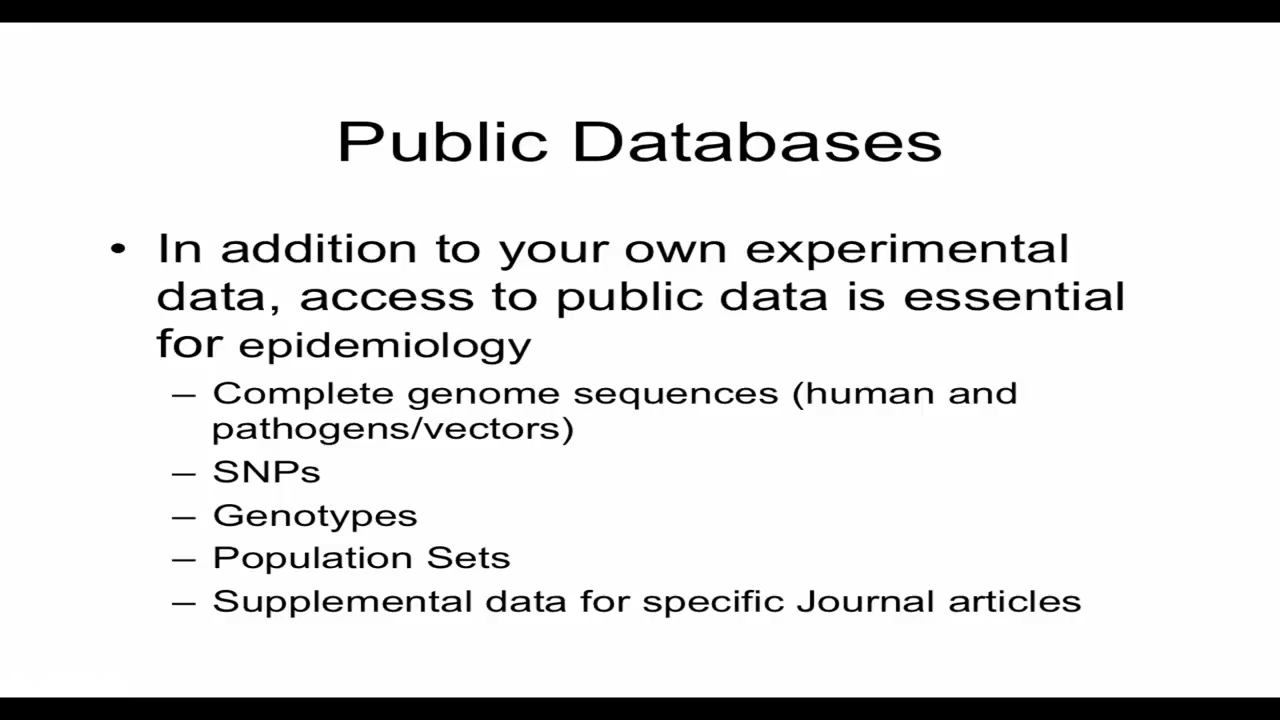 Public Databases
• In addition to your own experimental
data, access to public data is essential
for epidemiology
– Complete genome sequences (human and
pathogens/vectors)
– SNPs
– Genotypes
– Population Sets
– Supplemental data for specific Journal articles